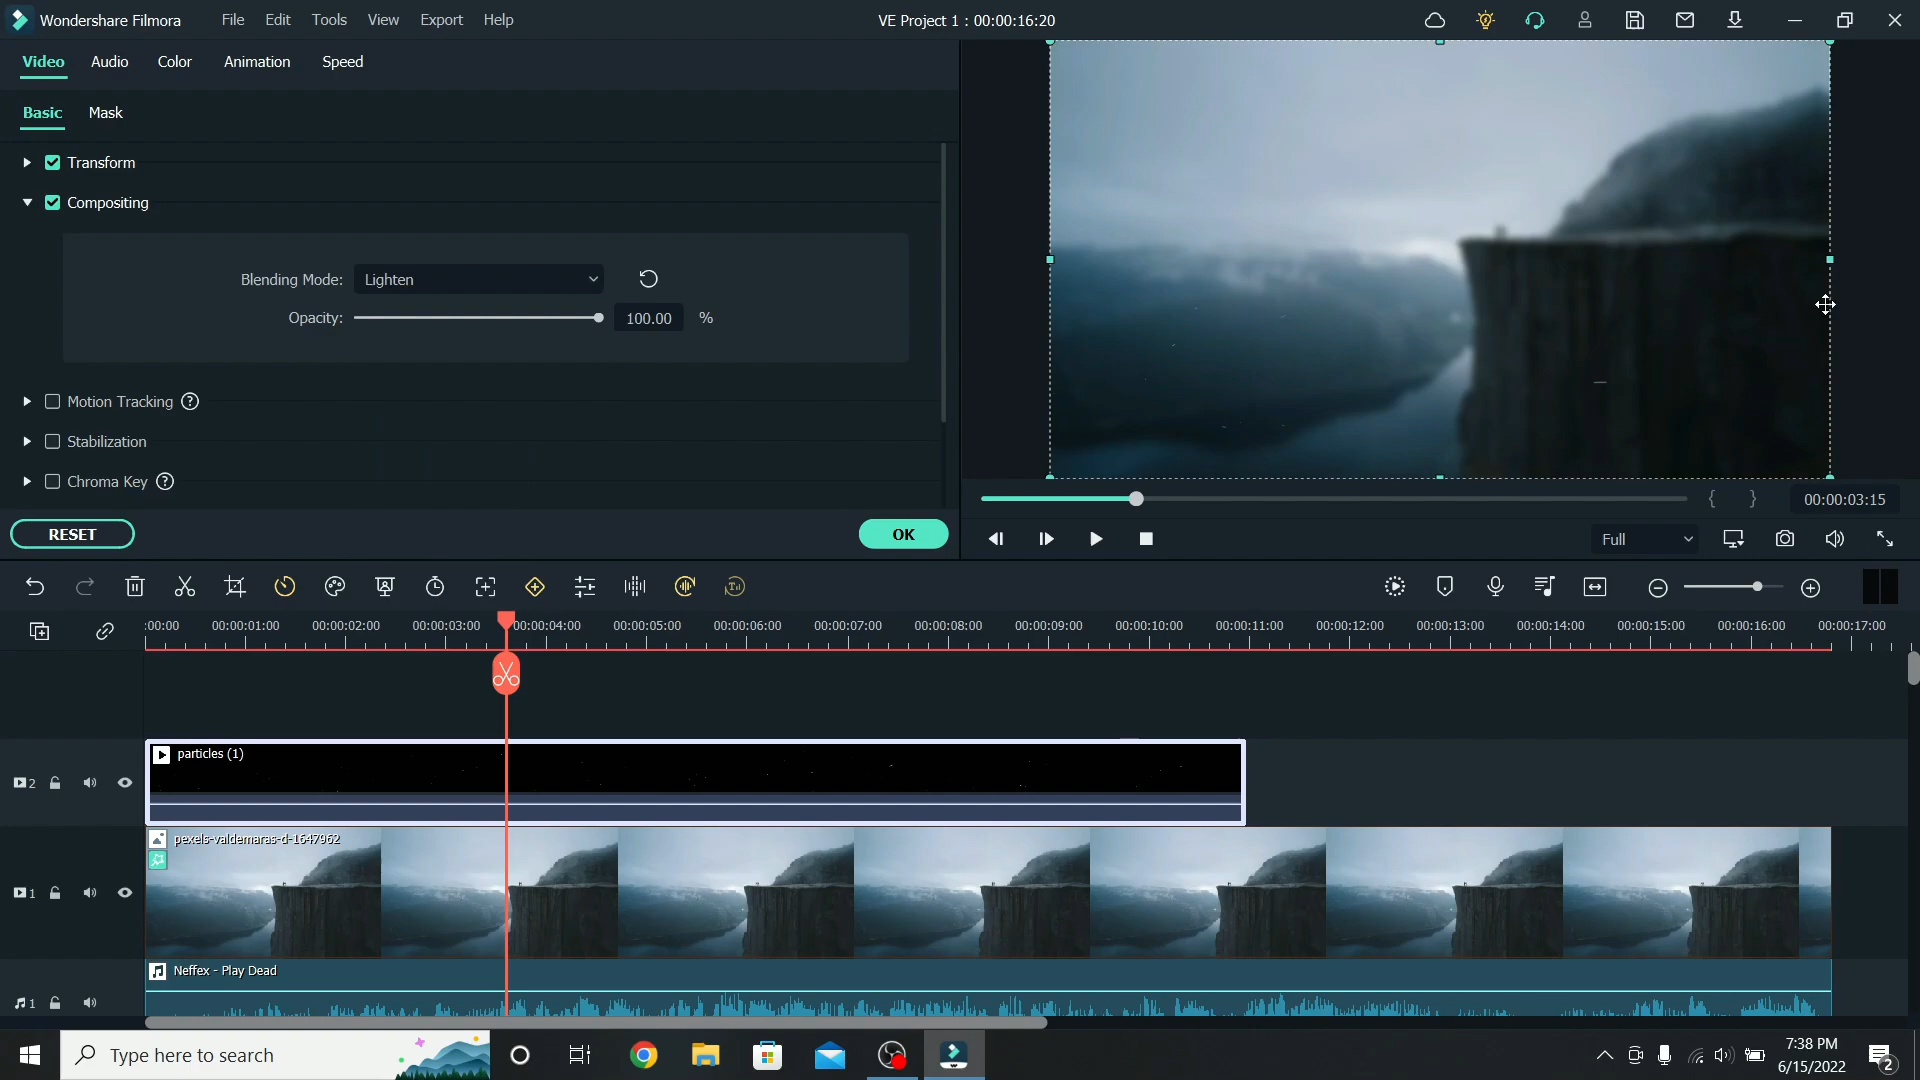 Wondershare Filmora File Edit Tools View Export Help VE Project 1 : 00:00:16:20
Video Audio Color Animation Speed
Basic Mask
Transform
Compositing
Blending Mode: Lighten
Opacity: 100.00 %
Motion Tracking ?
Stabilization
Chroma Key ?
RESET OK
{ } 00:00:03:15
Full
:00:00 00:00:01:00 00:00:02:00 00:00:03:00 00:00:04:00 00:00:05:00 00:00:06:00 00:00:07:00 00:00:08:00 00:00:09:00 00:00:10:00 00:00:11:00 00:00:12:00 00:00:13:00 00:00:14:00 00:00:15:00 00:00:16:00 00:00:17:00
particles (1)
2
pexels-valdemaras-d-1647962
1
Neffex - Play Dead
1
Type here to search
7:38 PM
6/15/2022
2